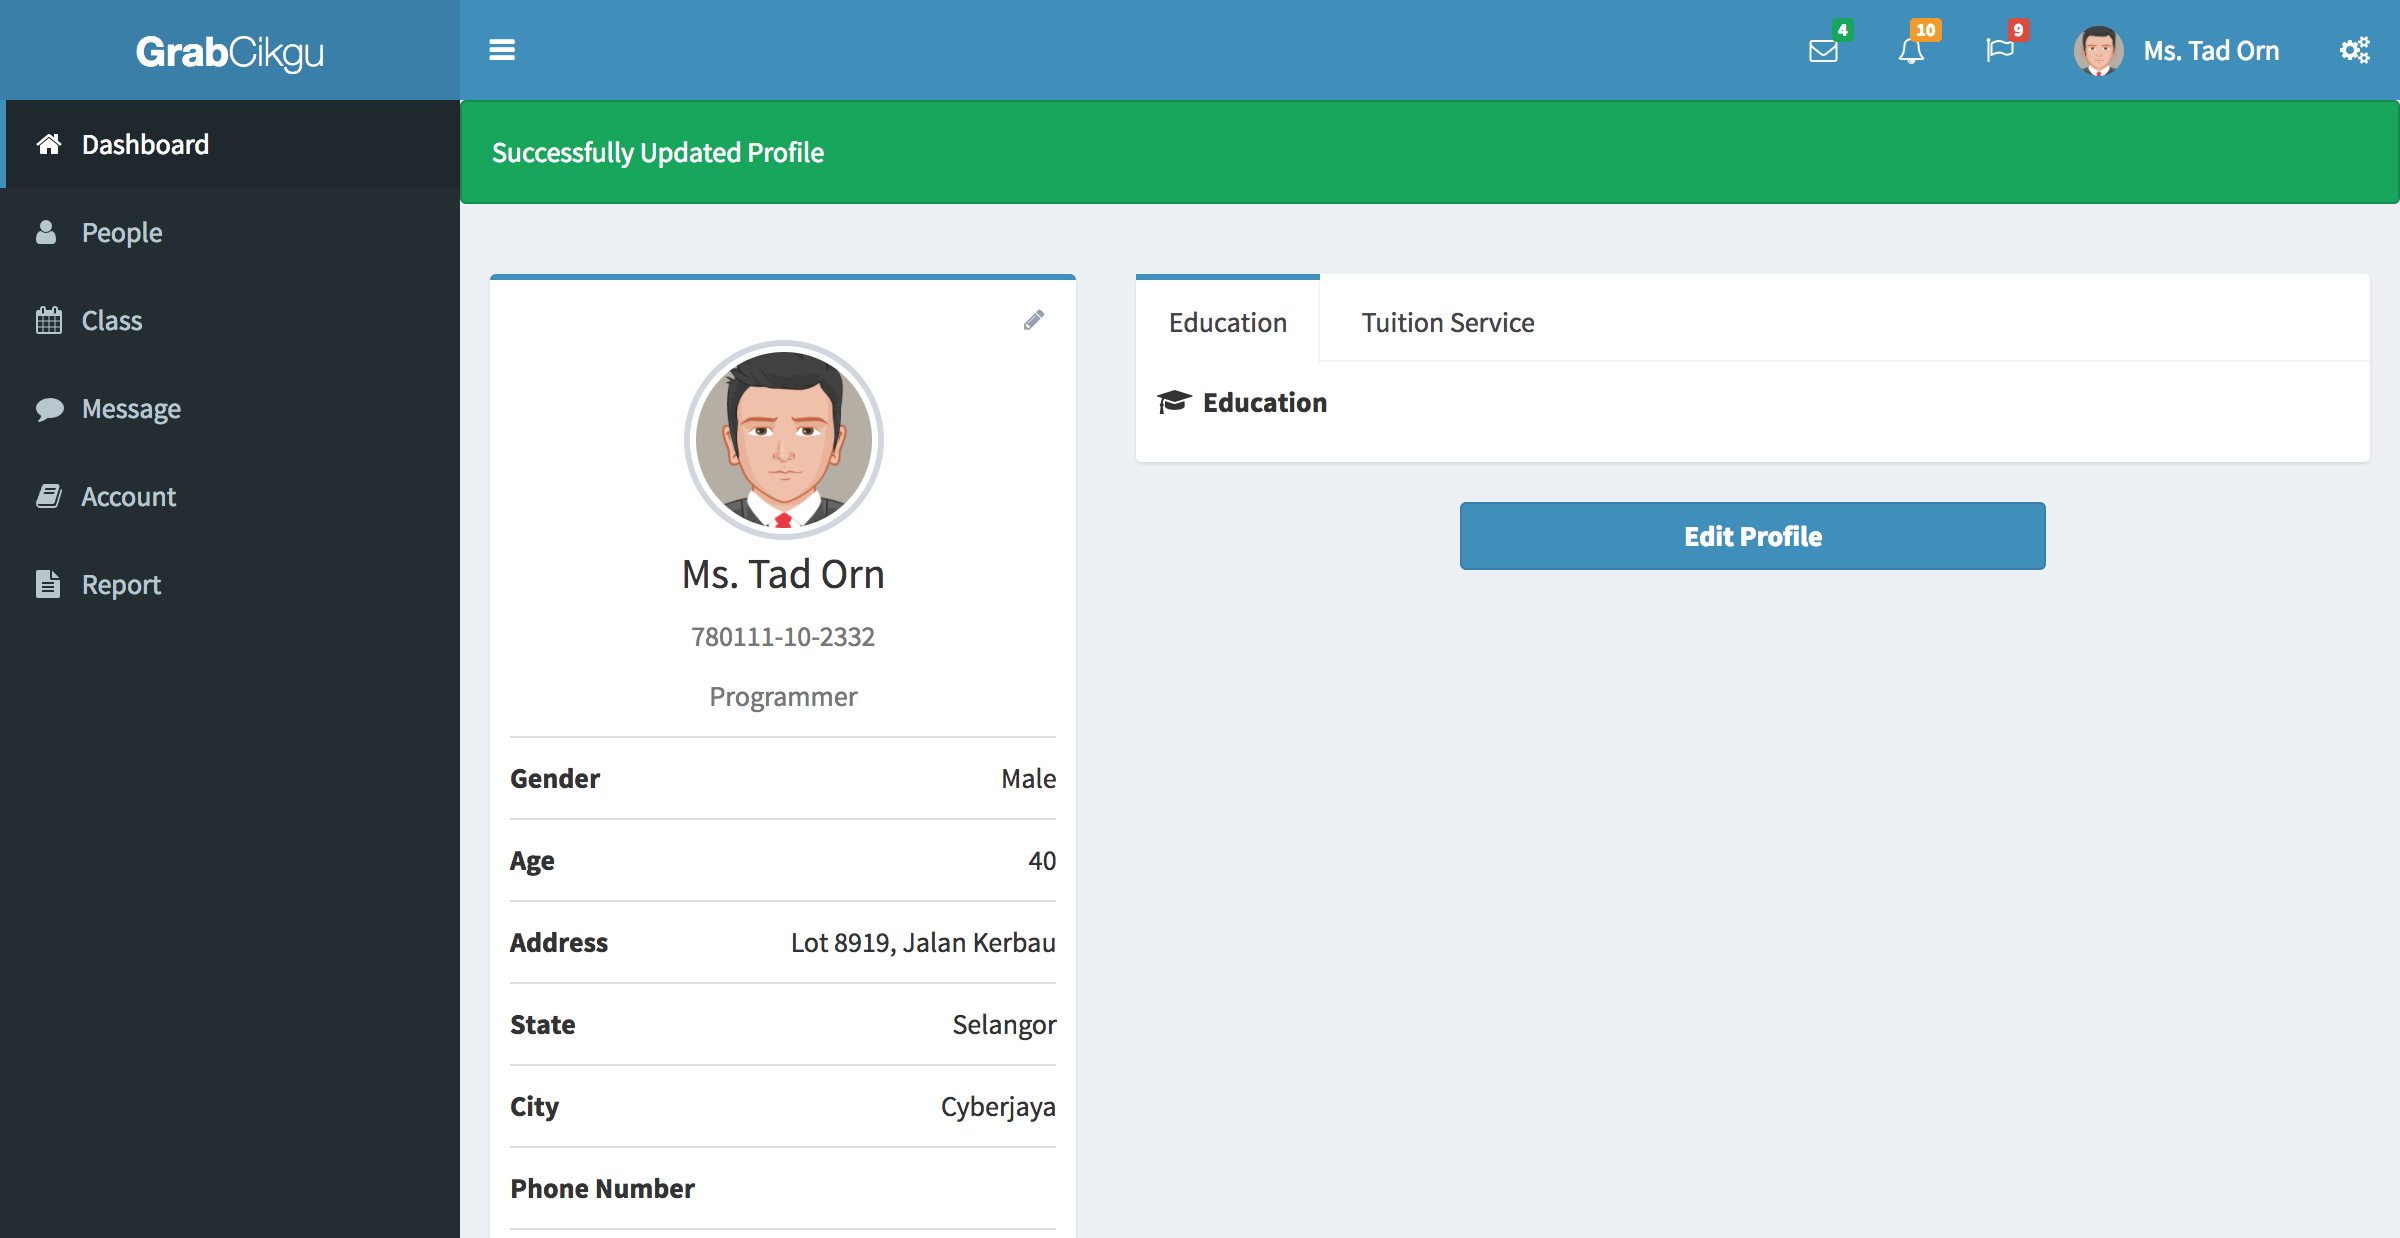 GrabCikgu
4
10
9
Ms. Tad Orn
Dashboard
People
Class
Message
Account
Report
Successfully Updated Profile
Ms. Tad Orn
780111-10-2332
Programmer
Gender Male
Age 40
Address Lot 8919, Jalan Kerbau
State Selangor
City Cyberjaya
Phone Number
Education Tuition Service
Education
Edit Profile